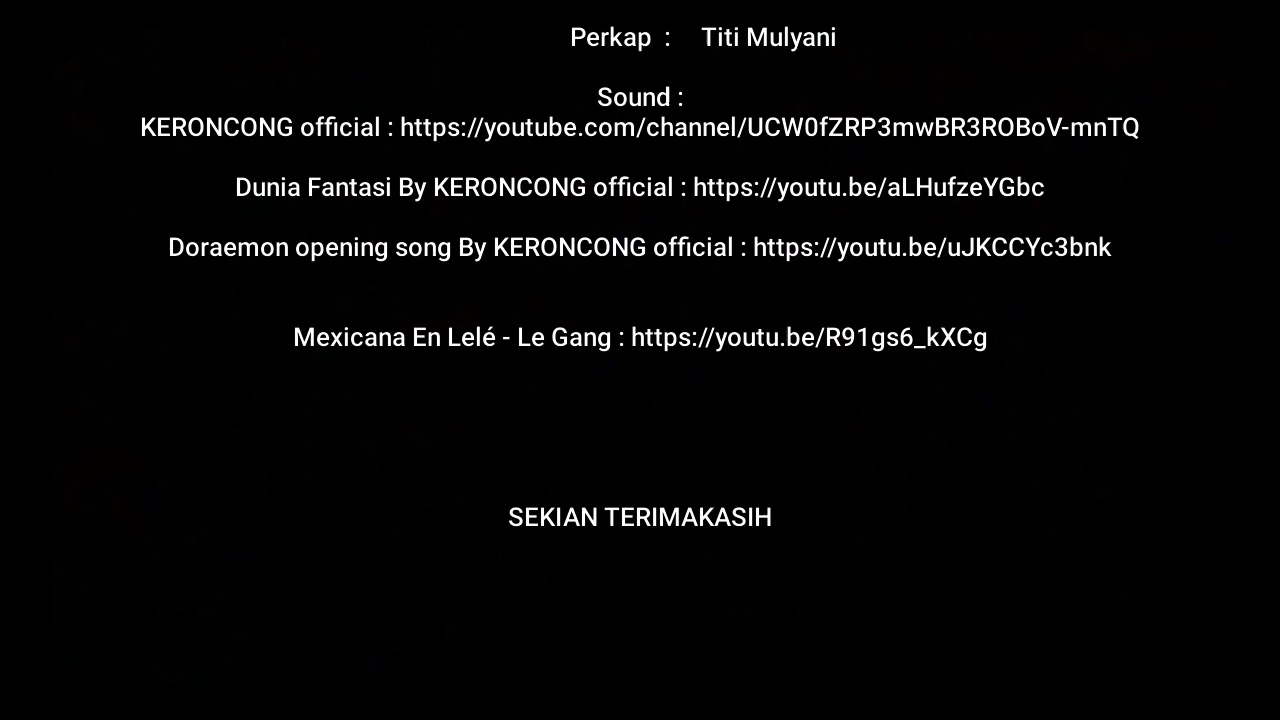 Perkap : Titi Mulyani
Sound :
KERONCONG official : https://youtube.com/channel/UCW0fZRP3mwBR3ROBoV-mnTQ
Dunia Fantasi By KERONCONG official : https://youtu.be/aLHufzeYGbc
Doraemon opening song By KERONCONG official : https://youtu.be/uJKCCYc3bnk
Mexicana En Lelé - Le Gang : https://youtu.be/R91gs6_kXCg
SEKIAN TERIMAKASIH